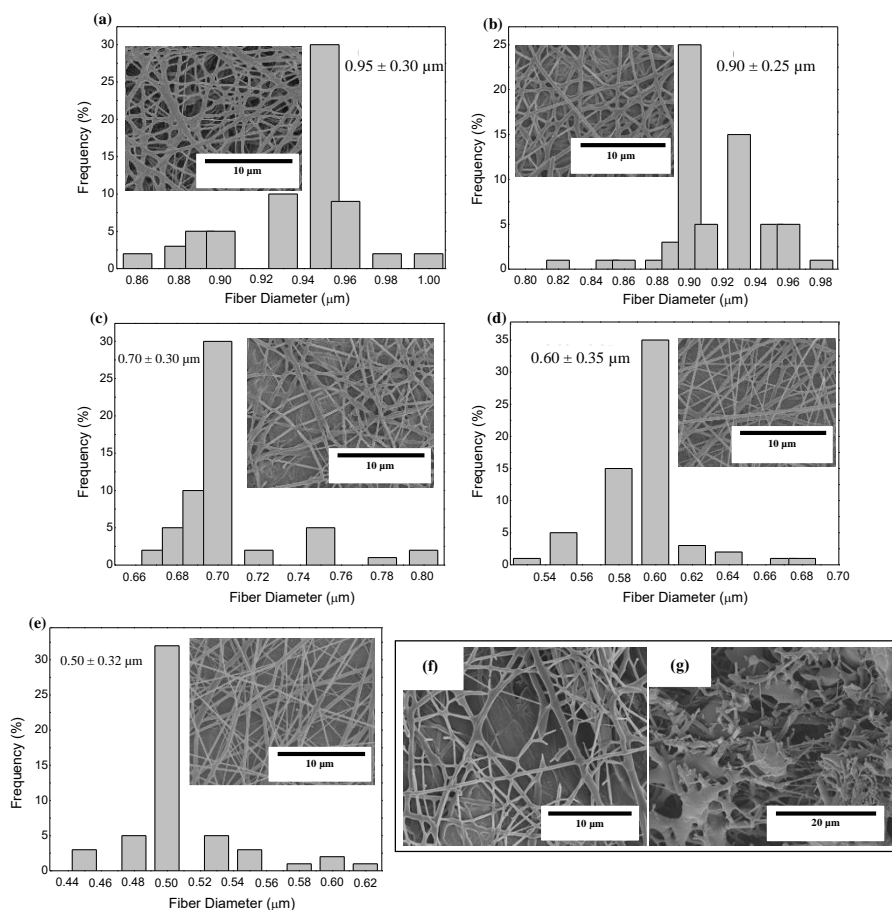 (a)
0.95 ± 0.30 µm
10 µm
Frequency (%)
30
25
20
15
10
5
0
0.86 0.88 0.90 0.92 0.94 0.96 0.98 1.00
Fiber Diameter (µm)
(b)
0.90 ± 0.25 µm
10 µm
Frequency (%)
25
20
15
10
5
0
0.80 0.82 0.84 0.86 0.88 0.90 0.92 0.94 0.96 0.98
Fiber Diameter (µm)
(c)
0.70 ± 0.30 µm
10 µm
Frequency (%)
30
25
20
15
10
5
0
0.66 0.68 0.70 0.72 0.74 0.76 0.78 0.80
Fiber Diameter (µm)
(d)
0.60 ± 0.35 µm
10 µm
Frequency (%)
35
30
25
20
15
10
5
0
0.54 0.56 0.58 0.60 0.62 0.64 0.66 0.68 0.70
Fiber Diameter (µm)
(e)
0.50 ± 0.32 µm
10 µm
Frequency (%)
30
25
20
15
10
5
0
0.44 0.46 0.48 0.50 0.52 0.54 0.56 0.58 0.60 0.62
Fiber Diameter (µm)
(f)
10 µm
(g)
20 µm